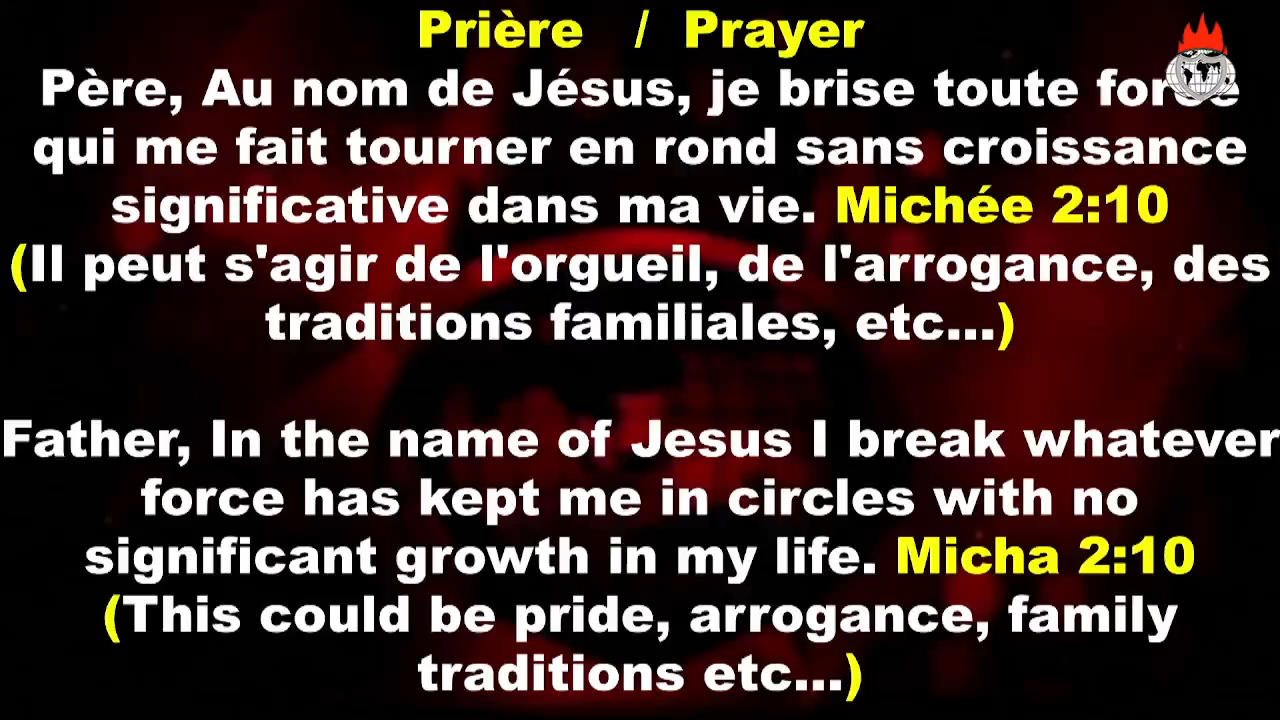 Prière / Prayer
Père, Au nom de Jésus, je brise toute force
qui me fait tourner en rond sans croissance
significative dans ma vie. Michée 2:10
(Il peut s'agir de l'orgueil, de l'arrogance, des
traditions familiales, etc...)
Father, In the name of Jesus I break whatever
force has kept me in circles with no
significant growth in my life. Micha 2:10
(This could be pride, arrogance, family
traditions etc...)